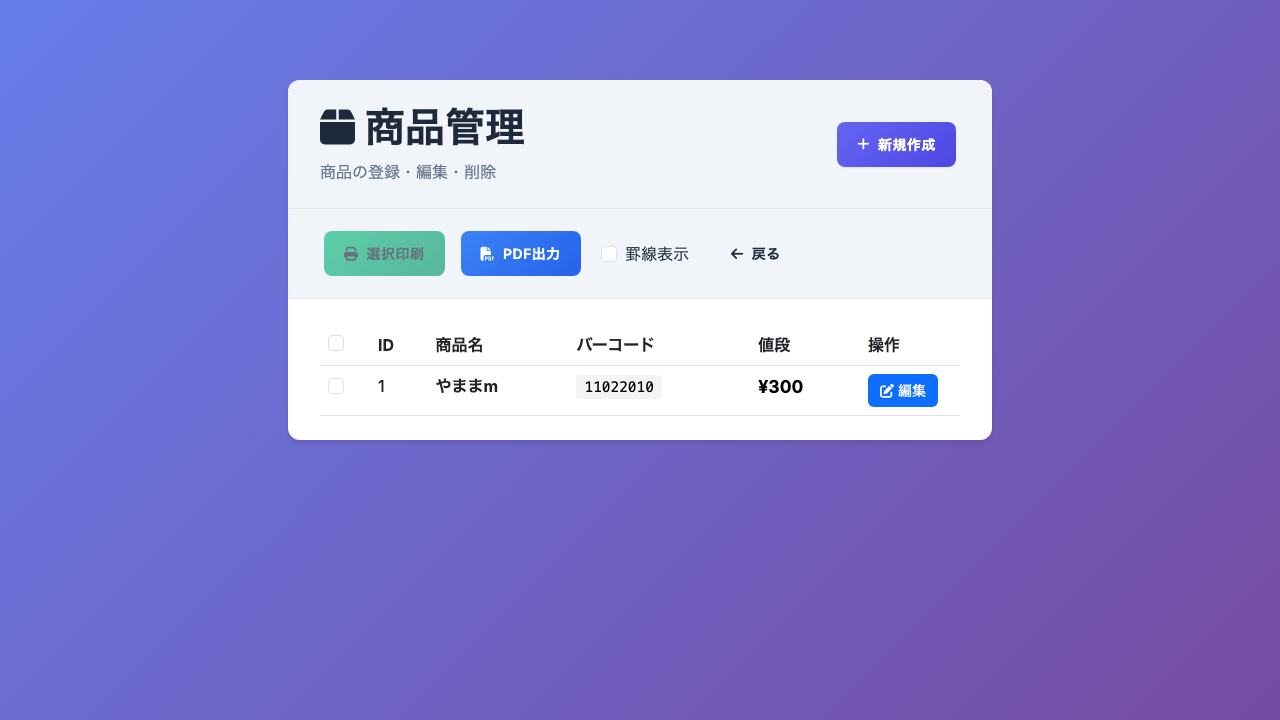 商品管理
商品の登録・編集・削除
新規作成
選択印刷 PDF出力 罫線表示 戻る
ID 商品名 バーコード 値段 操作
1 やままm 11022010 ¥300 編集